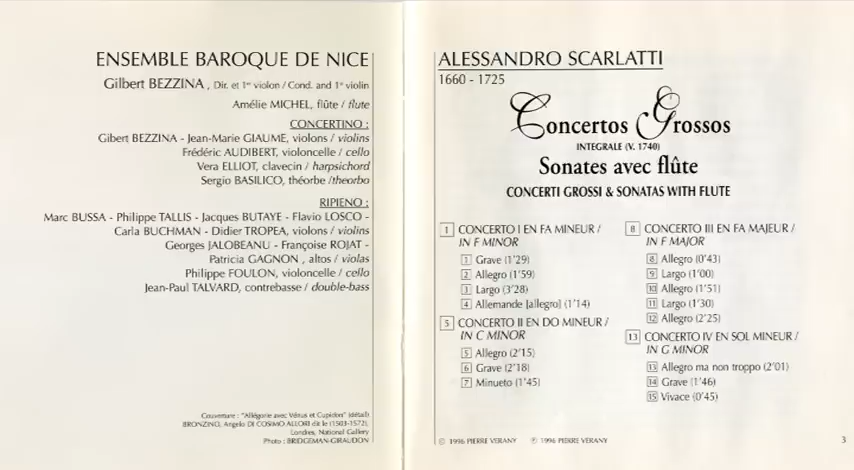 ENSEMBLE BAROQUE DE NICE
Gilbert BEZZINA , Dir. et 1er violon / Cond. and 1st violin
Amélie MICHEL, flûte / flute
CONCERTINO :
Gibert BEZZINA - Jean-Marie GIAUME, violons / violins
Frédéric AUDIBERT, violoncelle / cello
Vera ELLIOT, clavecin / harpsichord
Sergio BASILICO, théorbe /theorbo
RIPIENO :
Marc BUSSA - Philippe TALLIS - Jacques BUTAYE - Flavio LOSCO -
Carla BUCHMAN - Didier TROPEA, violons / violins
Georges JALOBEANU - Françoise ROJAT -
Patricia GAGNON , altos / violas
Philippe FOULON, violoncelle / cello
Jean-Paul TALVARD, contrebasse / double-bass
Couverture : "Allégorie avec Vénus et Cupidon" (détail)
BRONZINO, Angelo DI COSIMO ALLORI dit le (1503-1572),
Londres, National Gallery
Photo : BRIDGEMAN-GIRAUDON
ALESSANDRO SCARLATTI
1660 - 1725
Concertos Grossos
INTEGRALE (V. 1740)
Sonates avec flûte
CONCERTI GROSSI & SONATAS WITH FLUTE
1 CONCERTO I EN FA MINEUR /
IN F MINOR
1 Grave (1'29)
2 Allegro (1'59)
3 Largo (3'28)
4 Allemande [allegro] (1'14)
5 CONCERTO II EN DO MINEUR /
IN C MINOR
5 Allegro (2'15)
6 Grave (2'18)
7 Minueto (1'45)
8 CONCERTO III EN FA MAJEUR /
IN F MAJOR
8 Allegro (0'43)
9 Largo (1'00)
10 Allegro (1'51)
11 Largo (1'30)
12 Allegro (2'25)
13 CONCERTO IV EN SOL MINEUR /
IN G MINOR
13 Allegro ma non troppo (2'01)
14 Grave (1'46)
15 Vivace (0'45)
© 1996 PIERRE VERANY ℗ 1996 PIERRE VERANY
3